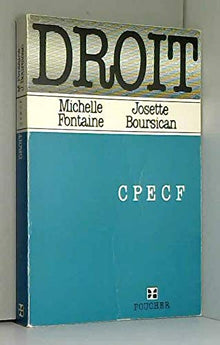 DROIT
Michelle Josette
Fontaine Boursican
CPECF
FOUCHER